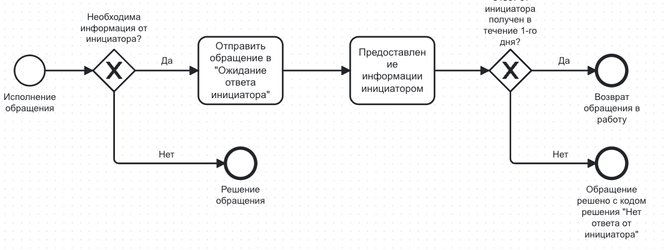 Необходима
информация от
инициатора?
инициатора
получен в
течение 1-го
дня?
Да
Отправить
обращение в
"Ожидание
ответа
инициатора"
Предоставлен
ие
информации
инициатором
Да
Исполнение
обращения
Возврат
обращения в
работу
Нет
Нет
Решение
обращения
Обращение
решено с кодом
решения "Нет
ответа от
инициатора"